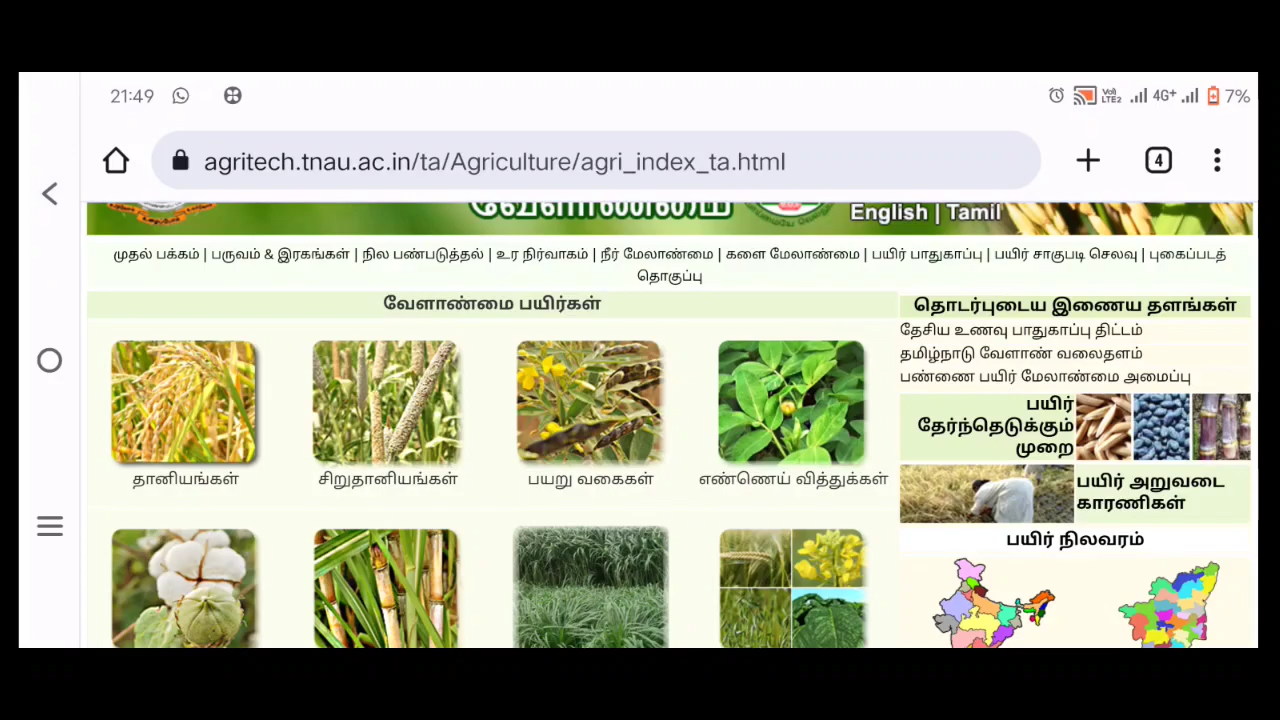 21:49
Vo) LTE2 4G+ 7%
agritech.tnau.ac.in/ta/Agriculture/agri_index_ta.html
4
வேளாண்மை
English | Tamil
முதல் பக்கம் | பருவம் & இரகங்கள் | நில பண்படுத்தல் | உர நிர்வாகம் | நீர் மேலாண்மை | களை மேலாண்மை | பயிர் பாதுகாப்பு | பயிர் சாகுபடி செலவு | புகைப்படத்
தொகுப்பு
வேளாண்மை பயிர்கள்
தானியங்கள்
சிறுதானியங்கள்
பயறு வகைகள்
எண்ணெய் வித்துக்கள்
தொடர்புடைய இணைய தளங்கள்
தேசிய உணவு பாதுகாப்பு திட்டம்
தமிழ்நாடு வேளாண் வலைதளம்
பண்ணை பயிர் மேலாண்மை அமைப்பு
பயிர்
தேர்ந்தெடுக்கும்
முறை
பயிர் அறுவடை
காரணிகள்
பயிர் நிலவரம்